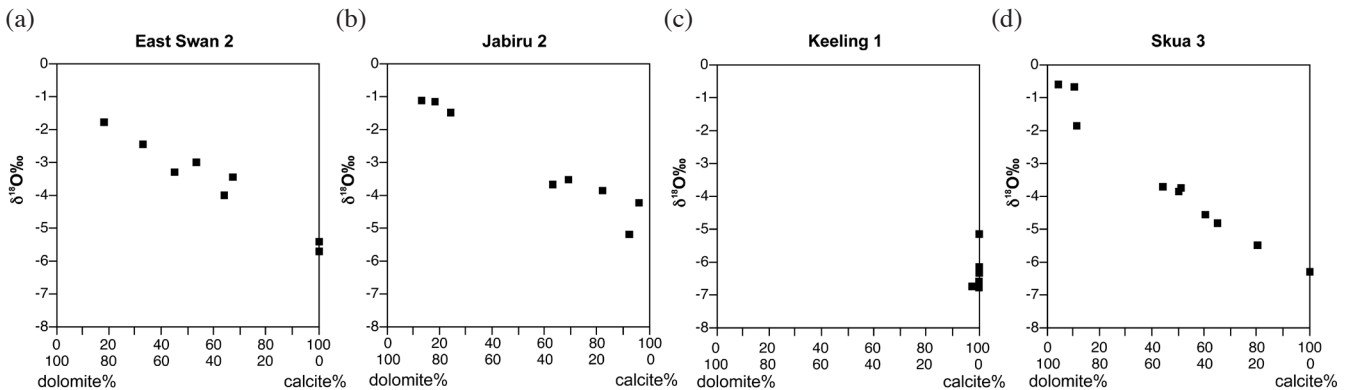 (a)
East Swan 2
0
-1
-2
-3
-4
-5
-6
-7
-8
δ¹⁸O‰
0 20 40 60 80 100
100 80 60 40 20 0
dolomite% calcite%
(b)
Jabiru 2
0
-1
-2
-3
-4
-5
-6
-7
-8
δ¹⁸O‰
0 20 40 60 80 100
100 80 60 40 20 0
dolomite% calcite%
(c)
Keeling 1
0
-1
-2
-3
-4
-5
-6
-7
-8
δ¹⁸O‰
0 20 40 60 80 100
100 80 60 40 20 0
dolomite% calcite%
(d)
Skua 3
0
-1
-2
-3
-4
-5
-6
-7
-8
δ¹⁸O‰
0 20 40 60 80 100
100 80 60 40 20 0
dolomite% calcite%